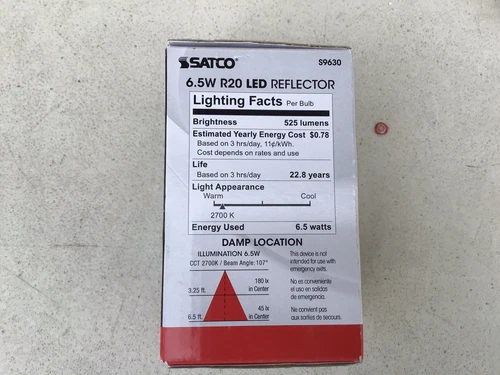 SATCO® S9630
6.5W R20 LED REFLECTOR
Lighting Facts Per Bulb
Brightness 525 lumens
Estimated Yearly Energy Cost $0.78
Based on 3 hrs/day, 11¢/kWh.
Cost depends on rates and use
Life
Based on 3 hrs/day 22.8 years
Light Appearance
Warm Cool
2700 K
Energy Used 6.5 watts
DAMP LOCATION
ILLUMINATION 6.5W
CCT 2700K / Beam Angle: 107°
3.25 ft. 180 lx
in Center
6.5 ft. 45 lx
in Center
This device is not
intended for use with
emergency exits.
No es conveniente
el uso en salidas
de emergencia.
Ne convient pas
aux sorties de secours.